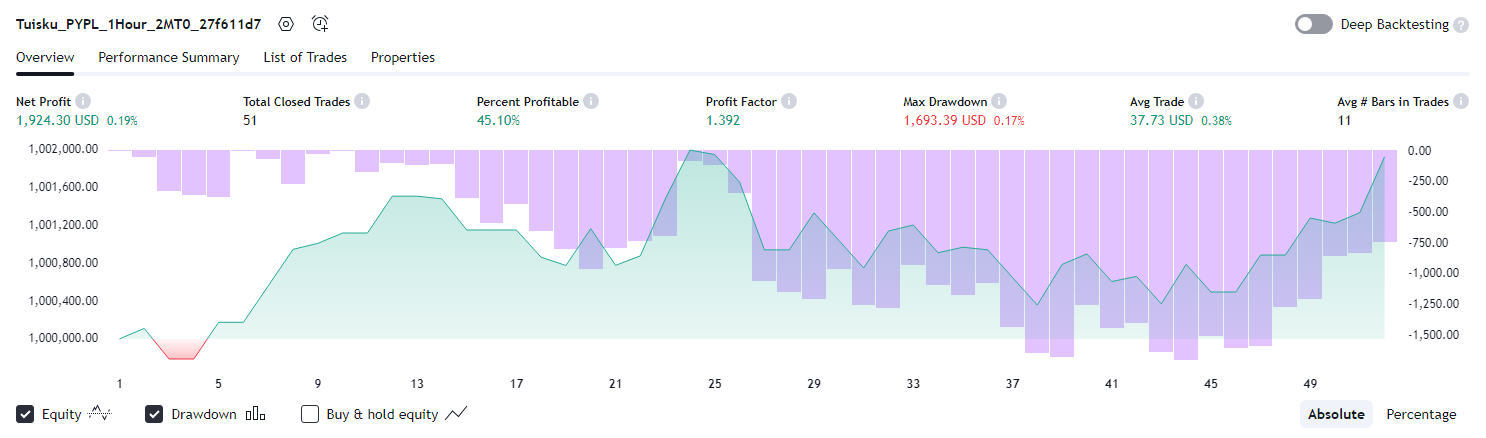 Tuisku_PYPL_1Hour_2MT0_27f611d7
Deep Backtesting ?
Overview Performance Summary List of Trades Properties
Net Profit Total Closed Trades Percent Profitable Profit Factor Max Drawdown Avg Trade Avg # Bars in Trades
1,924.30 USD 0.19% 51 45.10% 1.392 1,693.39 USD 0.17% 37.73 USD 0.38% 11
1,002,000.00 0.00
1,001,600.00 -250.00
1,001,200.00 -500.00
1,000,800.00 -750.00
1,000,400.00 -1,000.00
1,000,000.00 -1,250.00
-1,500.00
1 5 9 13 17 21 25 29 33 37 41 45 49
Equity Drawdown Buy & hold equity Absolute Percentage